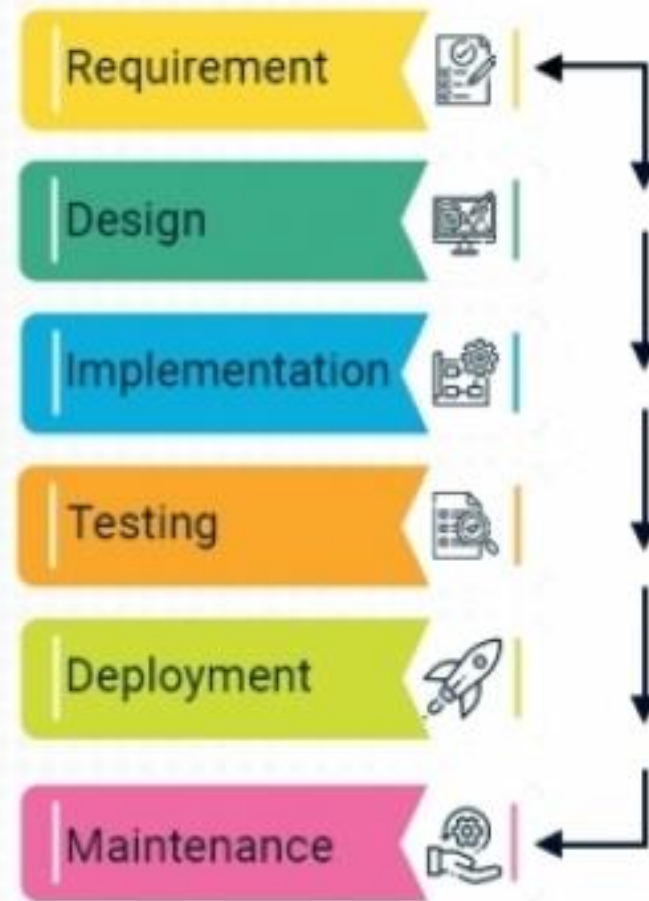 Requirement
Design
Implementation
Testing
Deployment
Maintenance